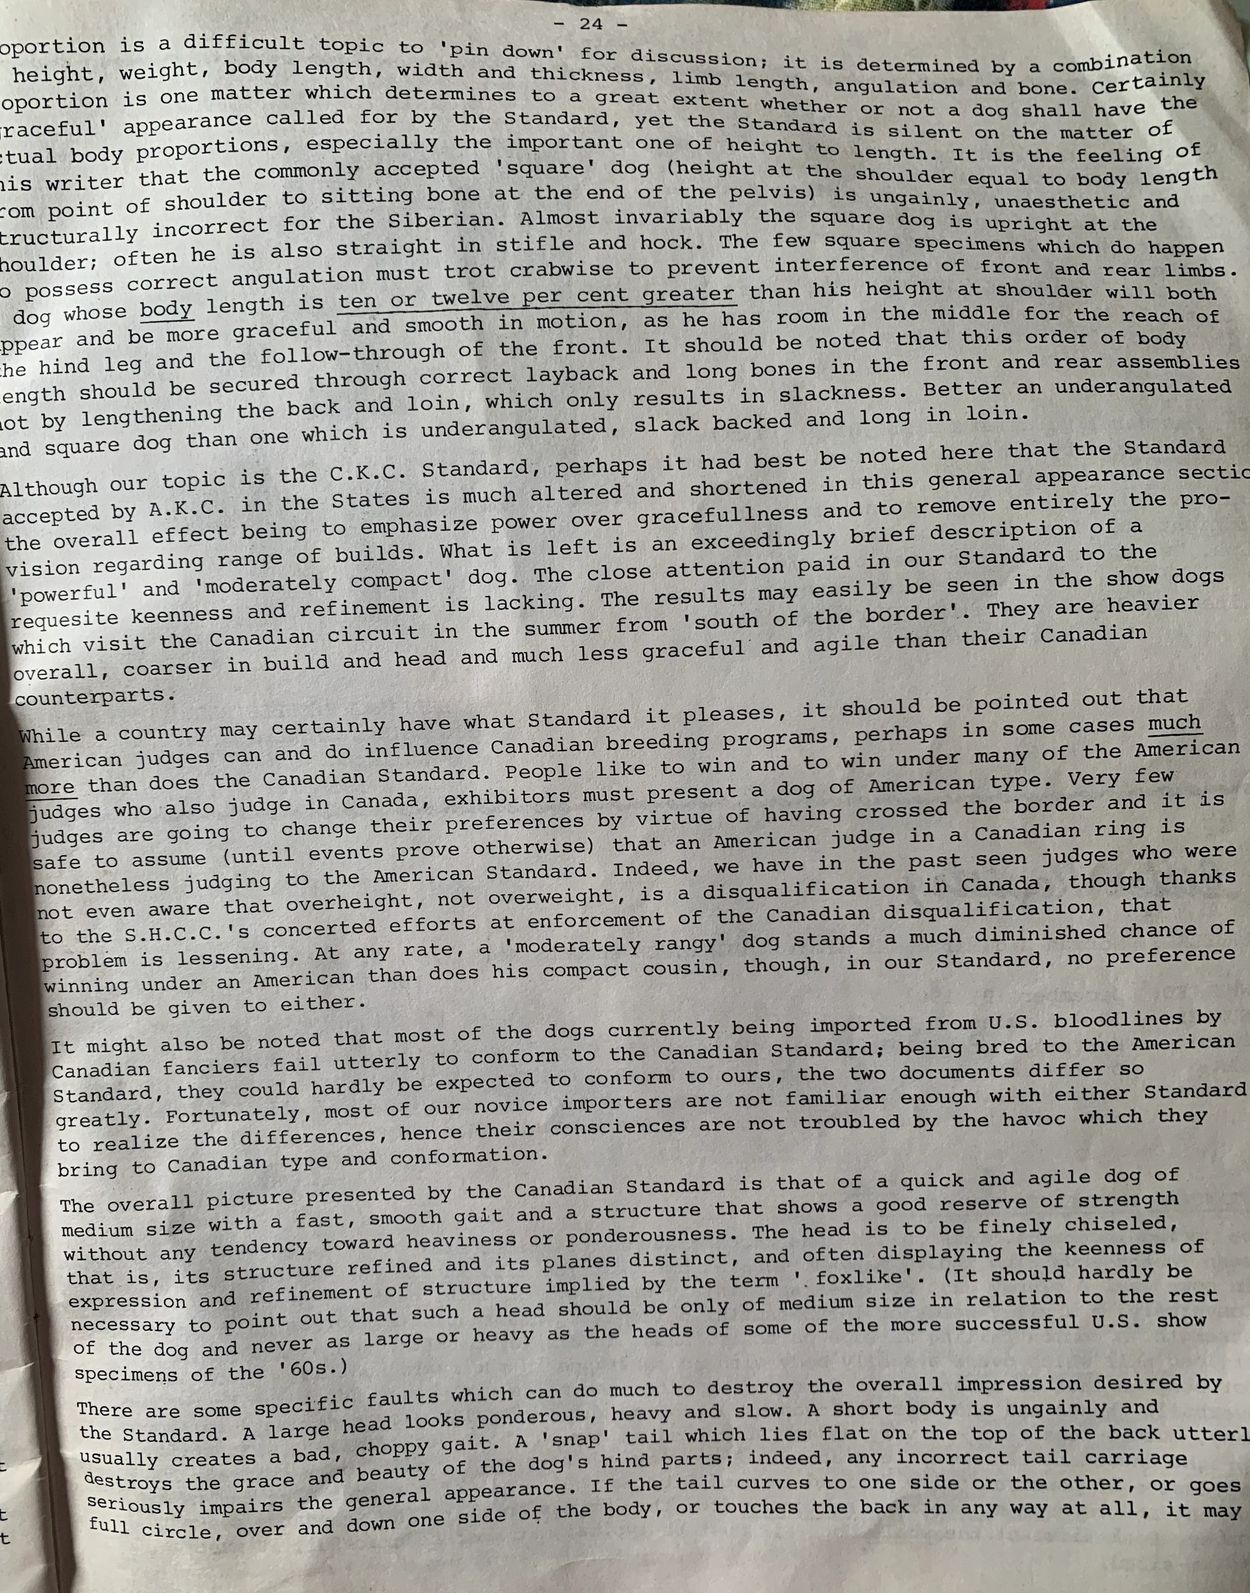 - 24 -
oportion is a difficult topic to 'pin down' for discussion; it is determined by a combination
height, weight, body length, width and thickness, limb length, angulation and bone. Certainly
oportion is one matter which determines to a great extent whether or not a dog shall have the
raceful' appearance called for by the Standard, yet the Standard is silent on the matter of
ctual body proportions, especially the important one of height to length. It is the feeling of
his writer that the commonly accepted 'square' dog (height at the shoulder equal to body length
rom point of shoulder to sitting bone at the end of the pelvis) is ungainly, unaesthetic and
tructurally incorrect for the Siberian. Almost invariably the square dog is upright at the
houlder; often he is also straight in stifle and hock. The few square specimens which do happen
o possess correct angulation must trot crabwise to prevent interference of front and rear limbs.
dog whose body length is ten or twelve per cent greater than his height at shoulder will both
ppear and be more graceful and smooth in motion, as he has room in the middle for the reach of
he hind leg and the follow-through of the front. It should be noted that this order of body
ength should be secured through correct layback and long bones in the front and rear assemblies
ot by lengthening the back and loin, which only results in slackness. Better an underangulated
and square dog than one which is underangulated, slack backed and long in loin.
Although our topic is the C.K.C. Standard, perhaps it had best be noted here that the Standard
accepted by A.K.C. in the States is much altered and shortened in this general appearance sectio
the overall effect being to emphasize power over gracefullness and to remove entirely the pro-
vision regarding range of builds. What is left is an exceedingly brief description of a
'powerful' and 'moderately compact' dog. The close attention paid in our Standard to the
requesite keenness and refinement is lacking. The results may easily be seen in the show dogs
which visit the Canadian circuit in the summer from 'south of the border'. They are heavier
overall, coarser in build and head and much less graceful and agile than their Canadian
counterparts.
While a country may certainly have what Standard it pleases, it should be pointed out that
American judges can and do influence Canadian breeding programs, perhaps in some cases much
more than does the Canadian Standard. People like to win and to win under many of the American
judges who also judge in Canada, exhibitors must present a dog of American type. Very few
judges are going to change their preferences by virtue of having crossed the border and it is
safe to assume (until events prove otherwise) that an American judge in a Canadian ring is
nonetheless judging to the American Standard. Indeed, we have in the past seen judges who were
not even aware that overheight, not overweight, is a disqualification in Canada, though thanks
to the S.H.C.C.'s concerted efforts at enforcement of the Canadian disqualification, that
problem is lessening. At any rate, a 'moderately rangy' dog stands a much diminished chance of
winning under an American than does his compact cousin, though, in our Standard, no preference
should be given to either.
It might also be noted that most of the dogs currently being imported from U.S. bloodlines by
Canadian fanciers fail utterly to conform to the Canadian Standard; being bred to the American
Standard, they could hardly be expected to conform to ours, the two documents differ so
greatly. Fortunately, most of our novice importers are not familiar enough with either Standard
to realize the differences, hence their consciences are not troubled by the havoc which they
bring to Canadian type and conformation.
The overall picture presented by the Canadian Standard is that of a quick and agile dog of
medium size with a fast, smooth gait and a structure that shows a good reserve of strength
without any tendency toward heaviness or ponderousness. The head is to be finely chiseled,
that is, its structure refined and its planes distinct, and often displaying the keenness of
expression and refinement of structure implied by the term '.foxlike'. (It should hardly be
necessary to point out that such a head should be only of medium size in relation to the rest
of the dog and never as large or heavy as the heads of some of the more successful U.S. show
specimens of the '60s.)
There are some specific faults which can do much to destroy the overall impression desired by
the Standard. A large head looks ponderous, heavy and slow. A short body is ungainly and
usually creates a bad, choppy gait. A 'snap' tail which lies flat on the top of the back utterl
destroys the grace and beauty of the dog's hind parts; indeed, any incorrect tail carriage
seriously impairs the general appearance. If the tail curves to one side or the other, or goes
full circle, over and down one side of the body, or touches the back in any way at all, it may